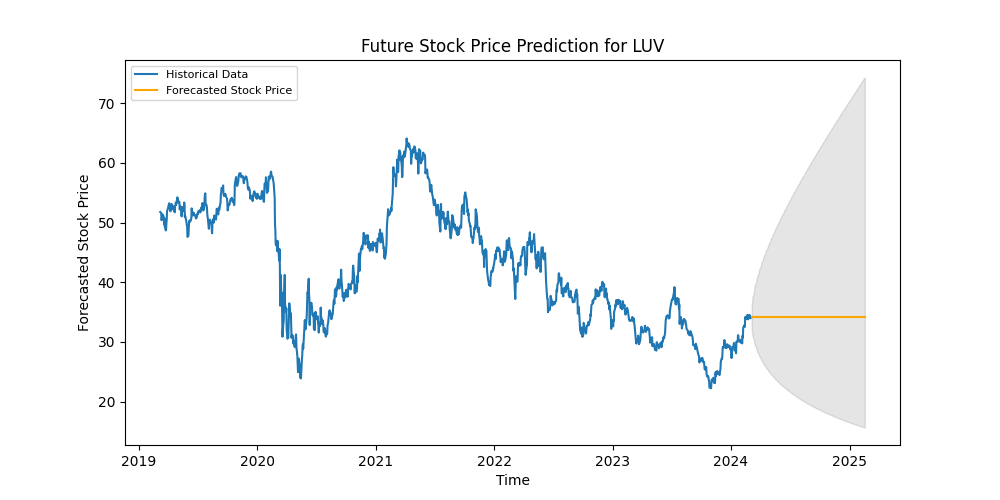 Future Stock Price Prediction for LUV
Historical Data
Forecasted Stock Price
Forecasted Stock Price
70
60
50
40
30
20
2019
2020
2021
2022
2023
2024
2025
Time